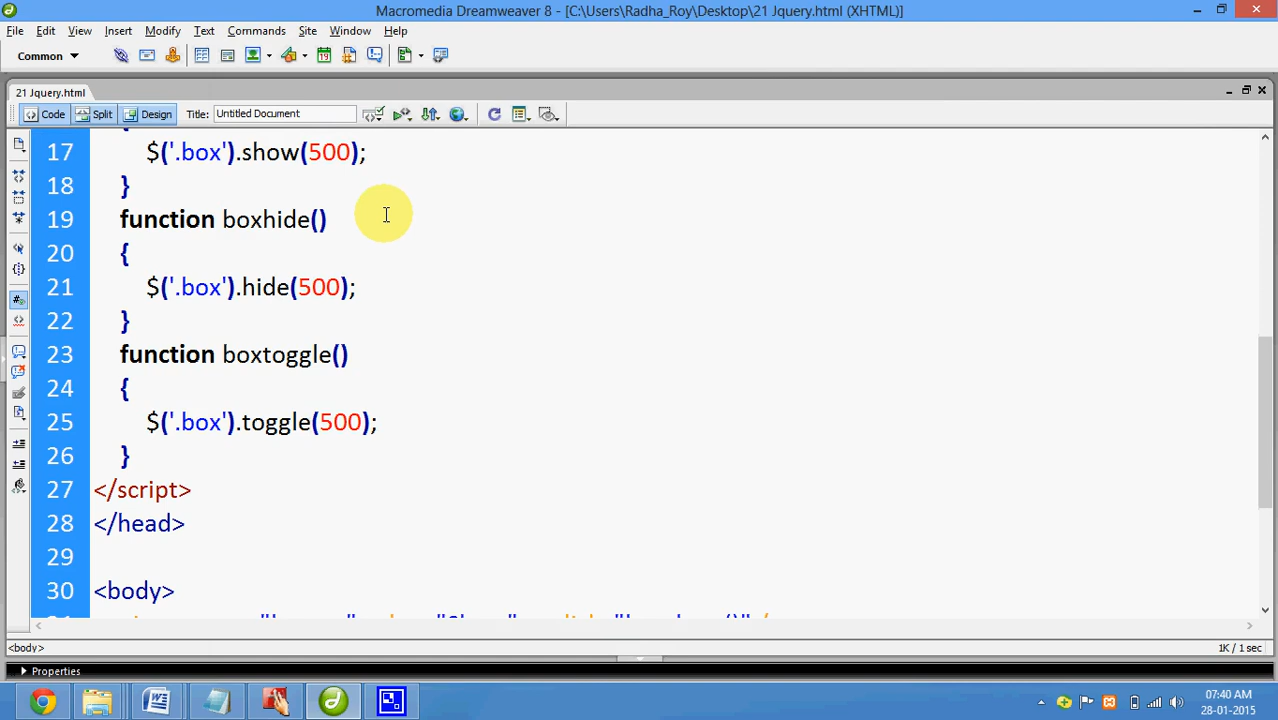 Macromedia Dreamweaver 8 - [C:\Users\Radha_Roy\Desktop\21 Jquery.html (XHTML)]
File Edit View Insert Modify Text Commands Site Window Help
Common
21 Jquery.html
Code Split Design Title: Untitled Document
17 $('.box').show(500);
18 }
19 function boxhide()
20 {
21 $('.box').hide(500);
22 }
23 function boxtoggle()
24 {
25 $('.box').toggle(500);
26 }
27 </script>
28 </head>
29
30 <body>
<body>
1K / 1 sec
Properties
07:40 AM
28-01-2015